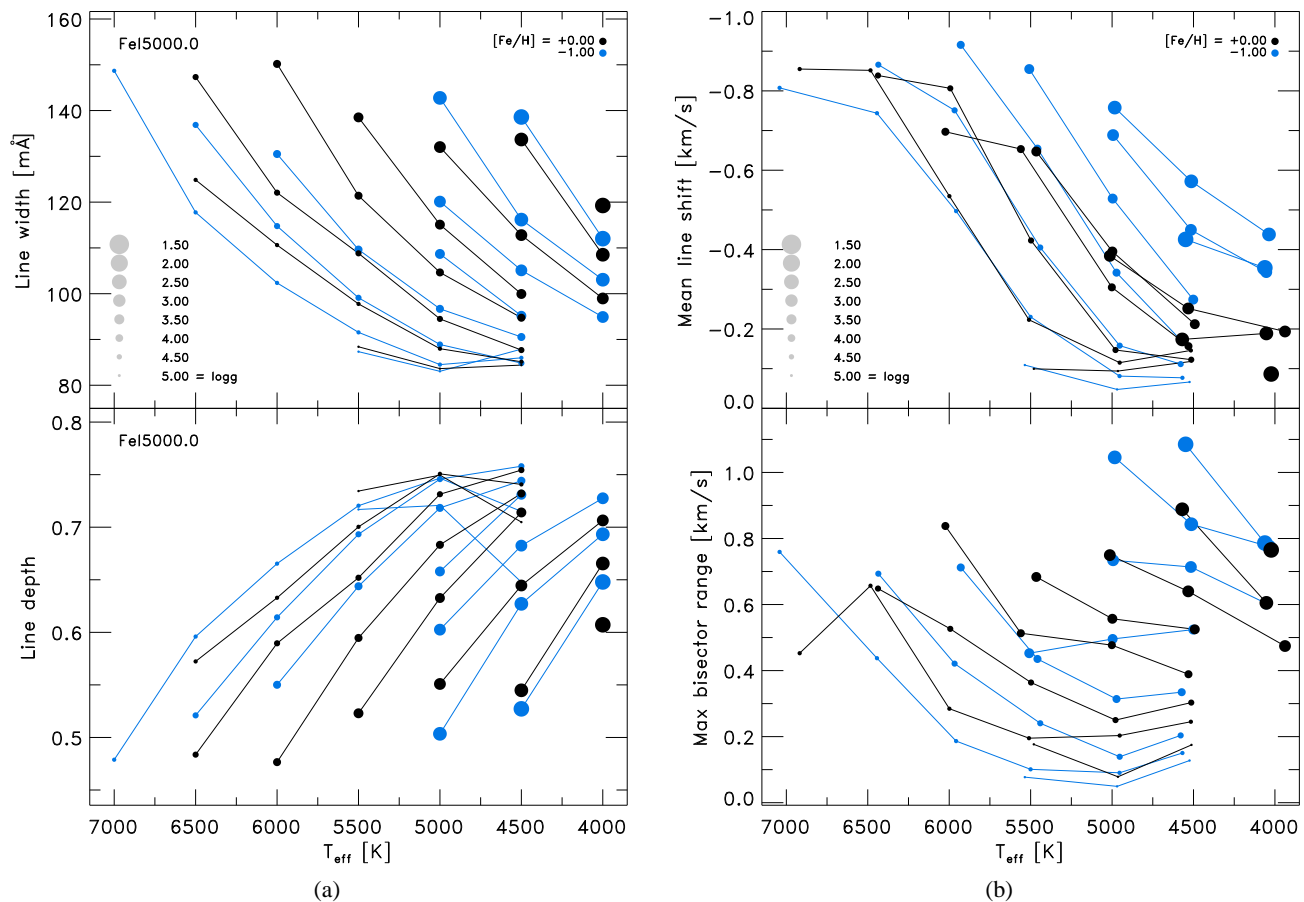 160
140
120
100
80
Line width [mÅ]
FeI5000.0
[Fe/H] = +0.00
-1.00
1.50
2.00
2.50
3.00
3.50
4.00
4.50
5.00 = logg
0.8
0.7
0.6
0.5
Line depth
FeI5000.0
7000 6500 6000 5500 5000 4500 4000
Teff [K]
(a)
-1.0
-0.8
-0.6
-0.4
-0.2
0.0
Mean line shift [km/s]
[Fe/H] = +0.00
-1.00
1.50
2.00
2.50
3.00
3.50
4.00
4.50
5.00 = logg
1.0
0.8
0.6
0.4
0.2
0.0
Max bisector range [km/s]
7000 6500 6000 5500 5000 4500 4000
Teff [K]
(b)